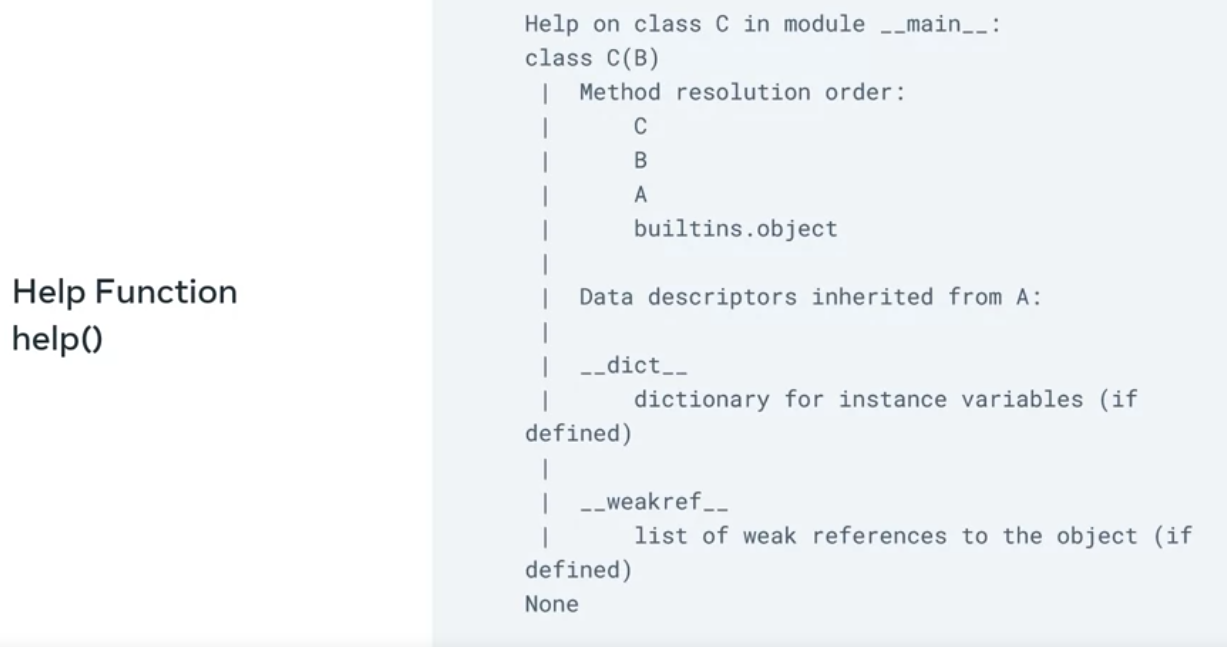 Help Function
help()
Help on class C in module __main__:
class C(B)
 |  Method resolution order:
 |      C
 |      B
 |      A
 |      builtins.object
 |
 |  Data descriptors inherited from A:
 |
 |  __dict__
 |      dictionary for instance variables (if
defined)
 |
 |  __weakref__
 |      list of weak references to the object (if
defined)
None